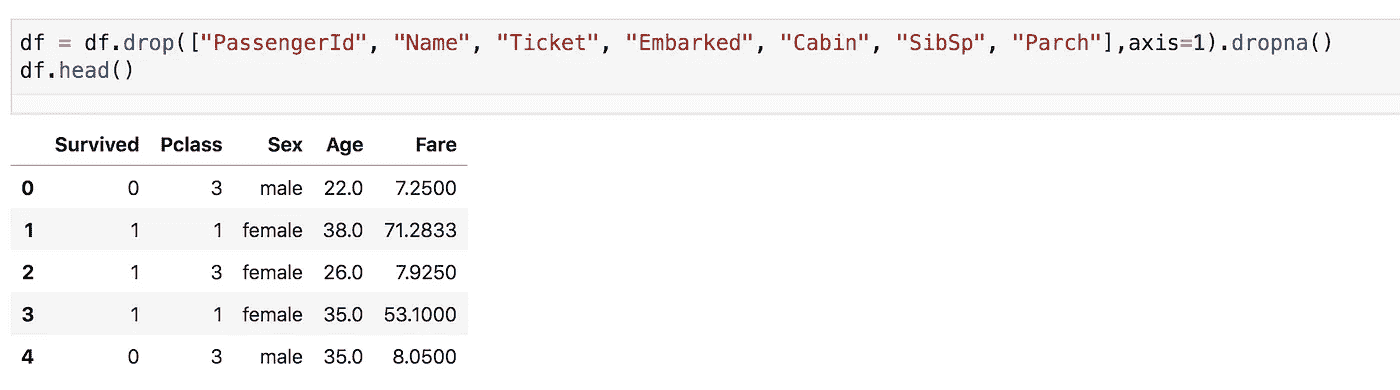 df = df.drop(["PassengerId", "Name", "Ticket", "Embarked", "Cabin", "SibSp", "Parch"],axis=1).dropna()
df.head()
Survived Pclass Sex Age Fare
0 0 3 male 22.0 7.2500
1 1 1 female 38.0 71.2833
2 1 3 female 26.0 7.9250
3 1 1 female 35.0 53.1000
4 0 3 male 35.0 8.0500